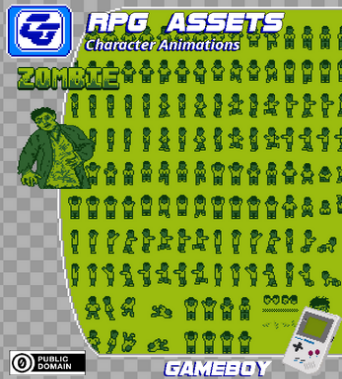 RPG ASSETS
Character Animations
ZOMBIE
PUBLIC
DOMAIN
GAMEBOY